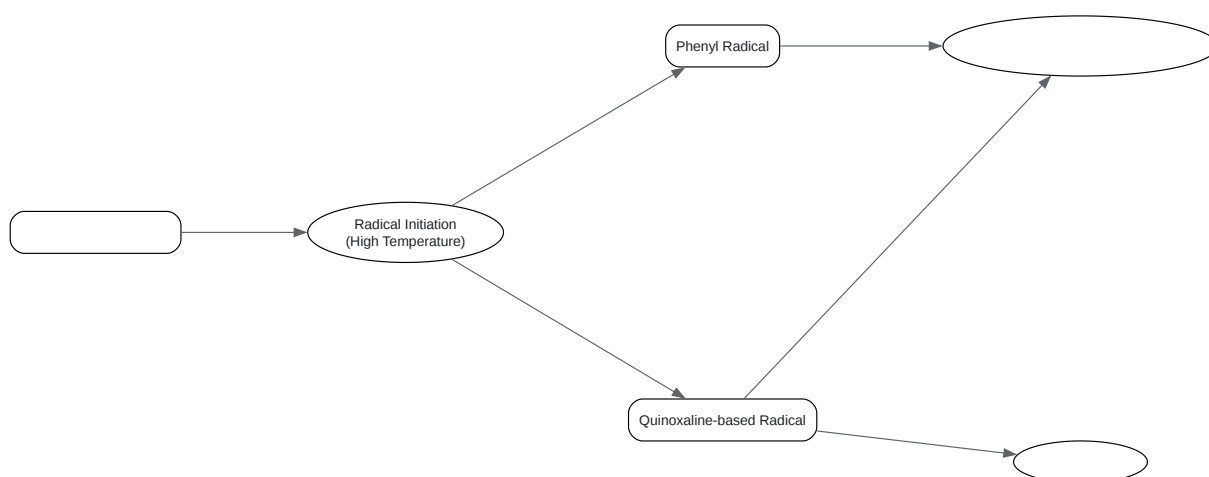 Phenyl Radical
Radical Initiation
(High Temperature)
Quinoxaline-based Radical